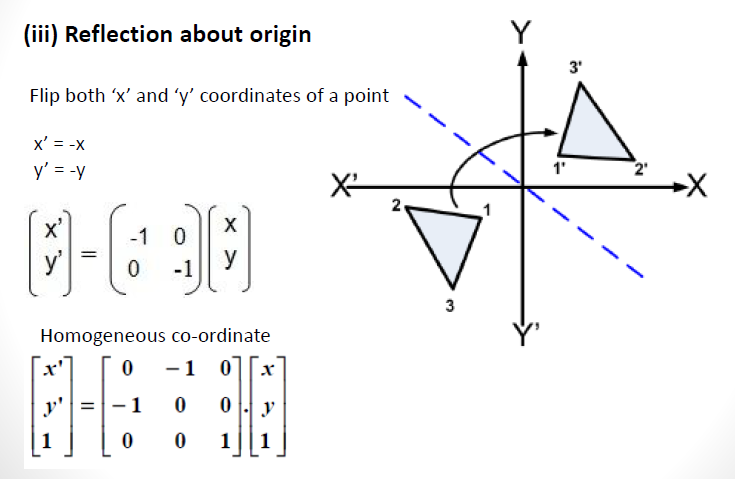 (iii) Reflection about origin
Flip both ‘x’ and ‘y’ coordinates of a point
x’ = -x
y’ = -y
x’ = -1 0 x
y’ 0 -1 y
Homogeneous co-ordinate
x' 0 -1 0 x
y' = -1 0 0 . y
1 0 0 1 1
Y
3'
1'
2'
X’
X
2
1
3
Y’